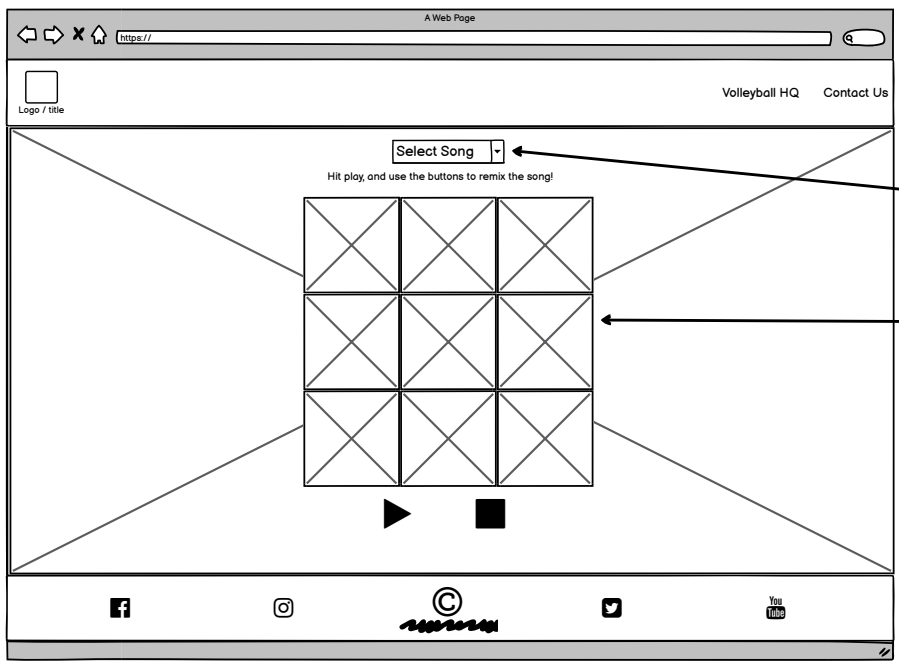 A Web Page
https://
Logo / title
Volleyball HQ
Contact Us
Select Song
Hit play, and use the buttons to remix the song!
©
You
Tube